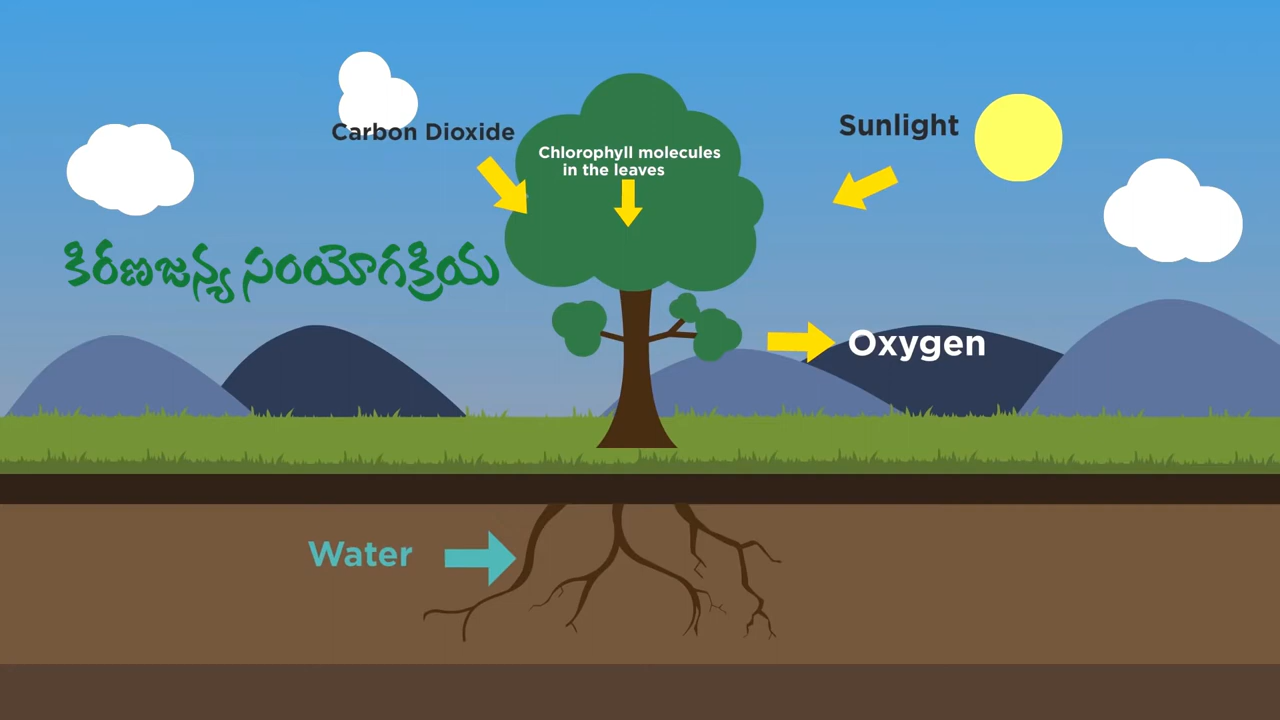 Carbon Dioxide
Sunlight
Chlorophyll molecules
in the leaves
కిరణజన్య సంయోగక్రియ
Oxygen
Water